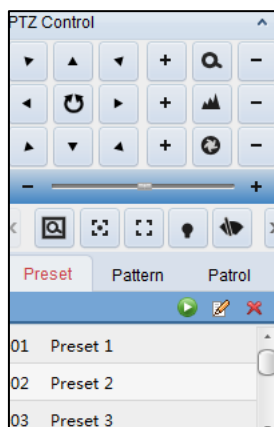 PTZ Control
Preset Pattern Patrol
01 Preset 1
02 Preset 2
03 Preset 3